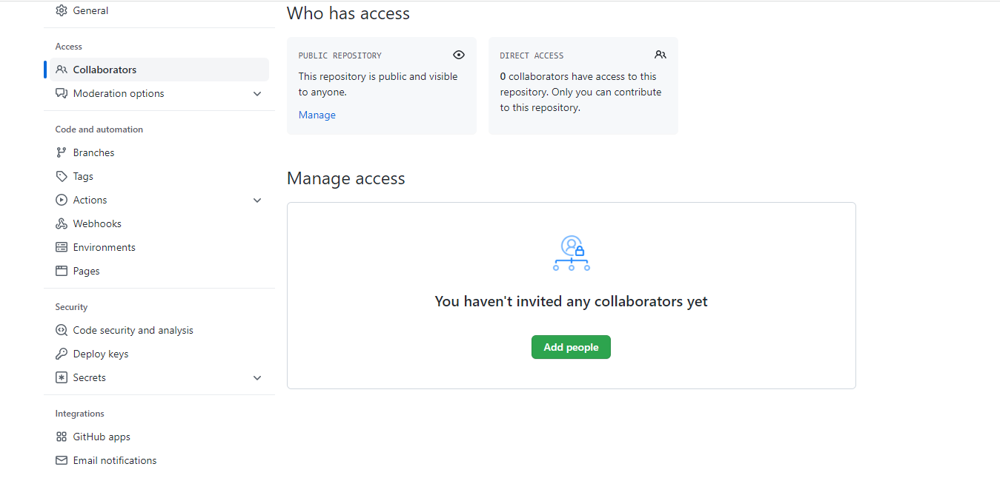 General
Access
Collaborators
Moderation options
Code and automation
Branches
Tags
Actions
Webhooks
Environments
Pages
Security
Code security and analysis
Deploy keys
Secrets
Integrations
GitHub apps
Email notifications
Who has access
PUBLIC REPOSITORY
This repository is public and visible
to anyone.
Manage
DIRECT ACCESS
0 collaborators have access to this
repository. Only you can contribute
to this repository.
Manage access
You haven't invited any collaborators yet
Add people